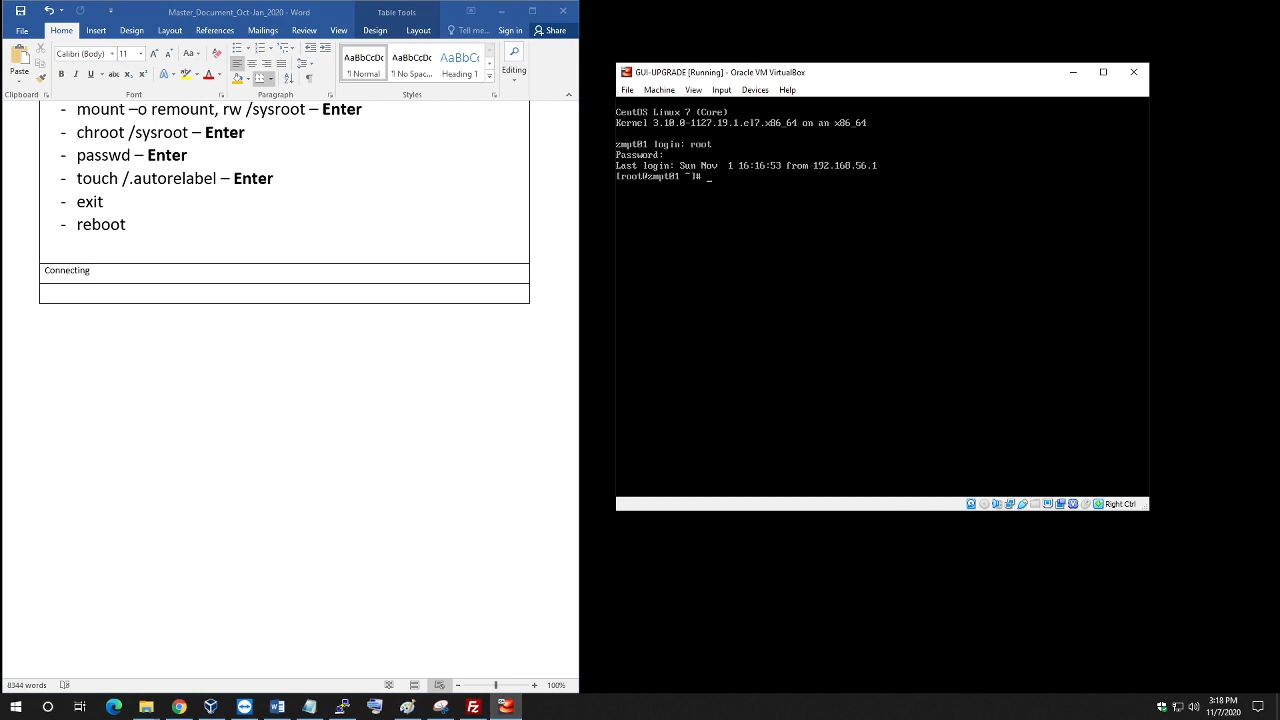 Master_Document_Oct-Jan_2020 - Word
Table Tools
File Home Insert Design Layout References Mailings Review View Design Layout Tell me... Sign in Share
Paste
Calibri (Body) 11
AaBbCcDc AaBbCcDc AaBbCc
¶ Normal ¶ No Spac... Heading 1
Editing
Clipboard Font Paragraph Styles
- mount –o remount, rw /sysroot – Enter
- chroot /sysroot – Enter
- passwd – Enter
- touch /.autorelabel – Enter
- exit
- reboot
Connecting
8344 words
100%
GUI-UPGRADE [Running] - Oracle VM VirtualBox
File Machine View Input Devices Help
CentOS Linux 7 (Core)
Kernel 3.10.0-1127.19.1.el7.x86_64 on an x86_64
zmpt01 login: root
Password:
Last login: Sun Nov  1 16:16:53 from 192.168.56.1
[root@zmpt01 ~]# _
Right Ctrl
3:18 PM
11/7/2020